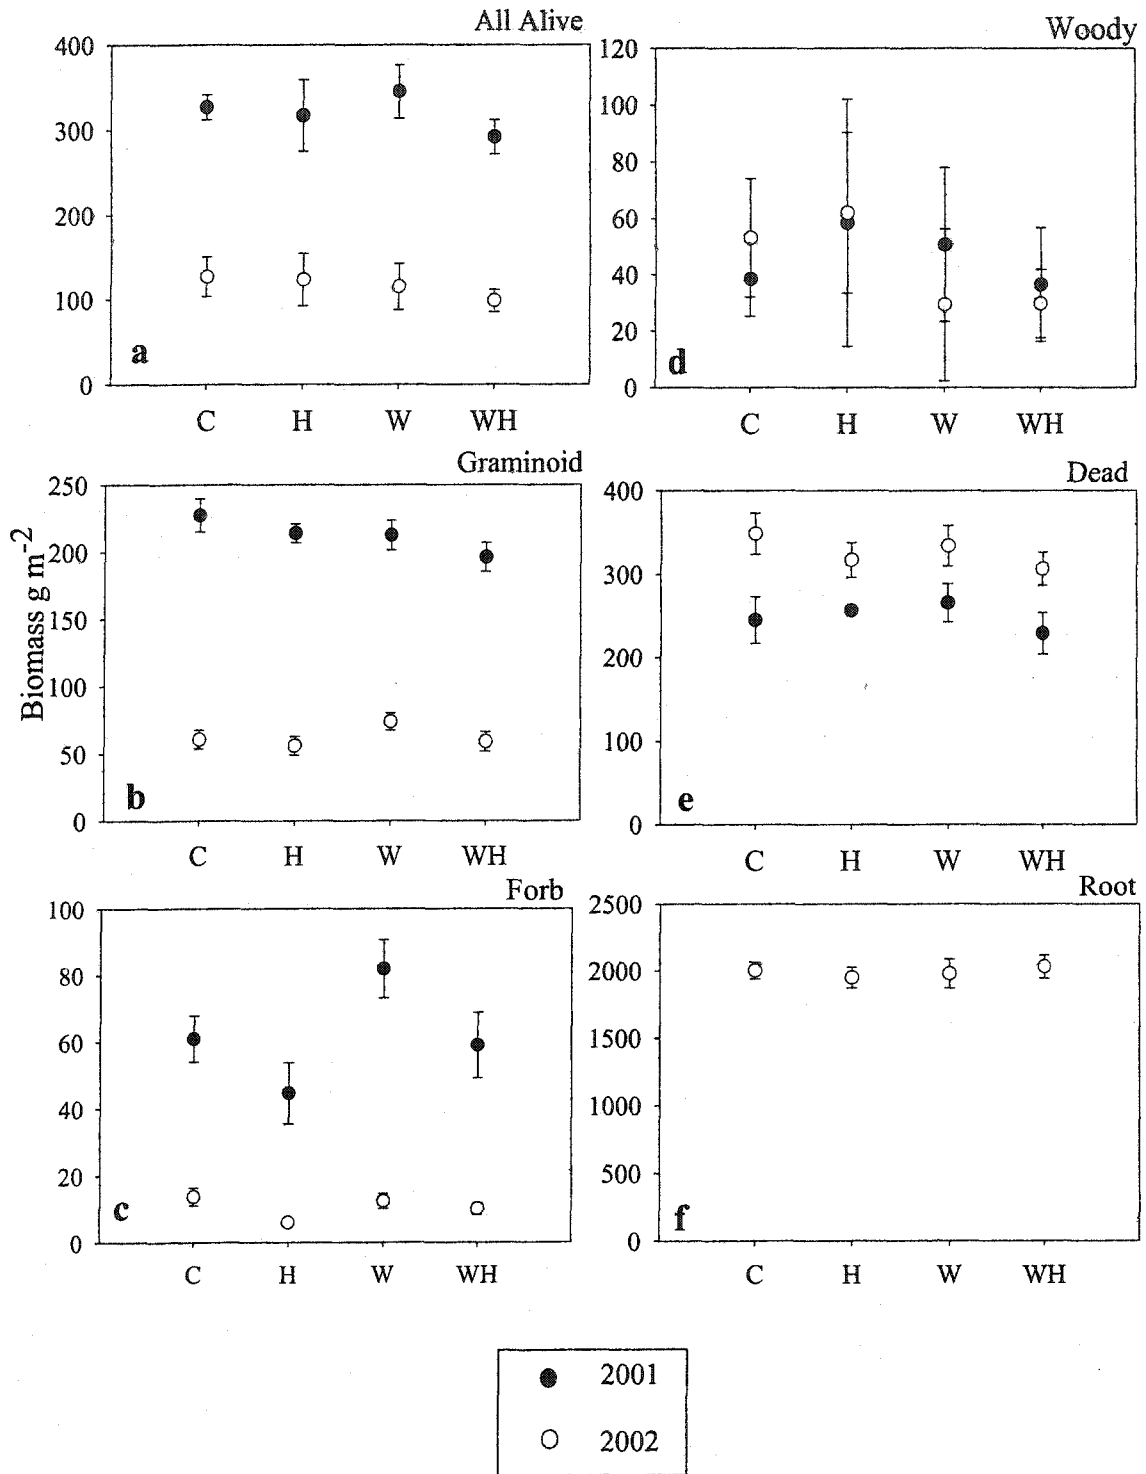 All Alive
400
300
200
100
0
a
C H W WH
Woody
120
100
80
60
40
20
0
d
C H W WH
Graminoid
250
200
150
100
50
0
b
C H W WH
Biomass g m-2
Dead
400
300
200
100
0
e
C H W WH
Forb
100
80
60
40
20
0
c
C H W WH
Root
2500
2000
1500
1000
500
0
f
C H W WH
2001
2002